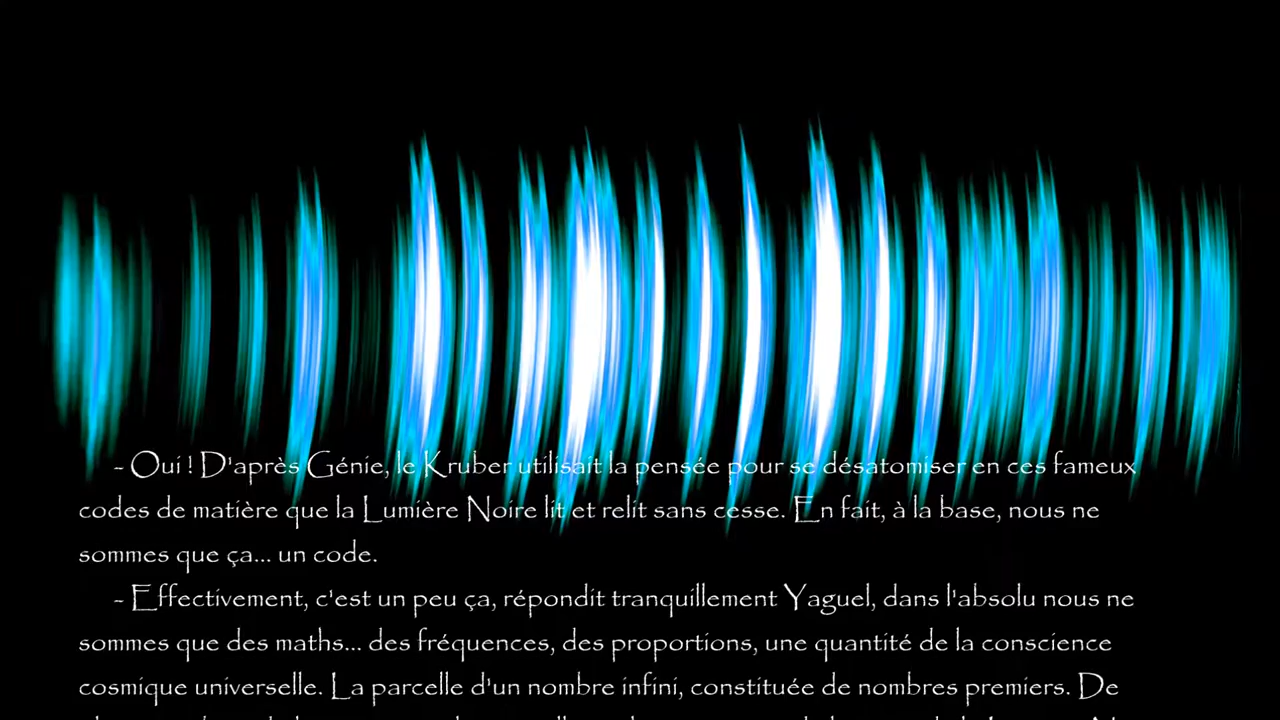 - Oui ! D'après Génie, le Kruber utilisait la pensée pour se désatomiser en ces fameux
codes de matière que la Lumière Noire lit et relit sans cesse. En fait, à la base, nous ne
sommes que ça... un code.
- Effectivement, c'est un peu ça, répondit tranquillement Yaguel, dans l'absolu nous ne
sommes que des maths... des fréquences, des proportions, une quantité de la conscience
cosmique universelle. La parcelle d'un nombre infini, constituée de nombres premiers. De